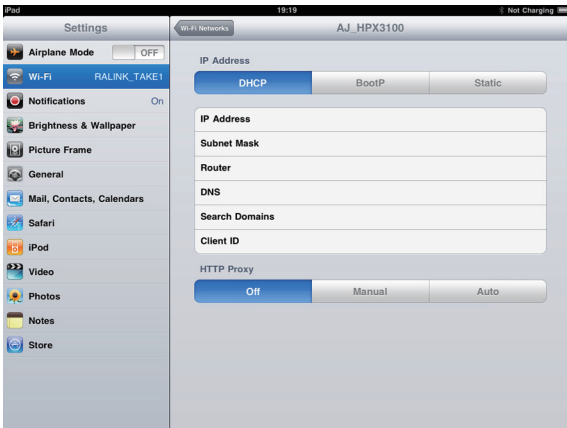 iPad 19:19 Not Charging
Settings
Wi-Fi Networks AJ_HPX3100
Airplane Mode OFF
Wi-Fi RALINK_TAKE1
Notifications On
Brightness & Wallpaper
Picture Frame
General
Mail, Contacts, Calendars
Safari
iPod
Video
Photos
Notes
Store
IP Address
DHCP BootP Static
IP Address
Subnet Mask
Router
DNS
Search Domains
Client ID
HTTP Proxy
Off Manual Auto